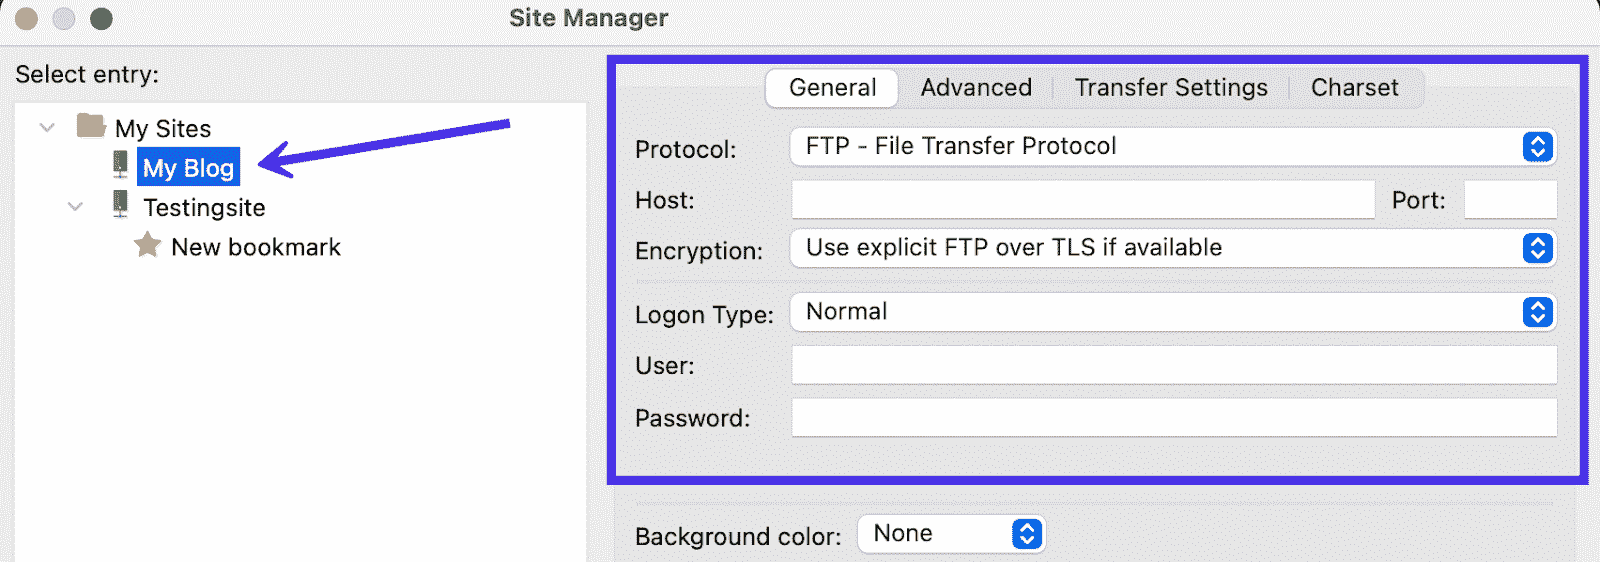 Site Manager
Select entry:
My Sites
My Blog
Testingsite
New bookmark
General Advanced Transfer Settings Charset
Protocol: FTP - File Transfer Protocol
Host: Port:
Encryption: Use explicit FTP over TLS if available
Logon Type: Normal
User:
Password:
Background color: None